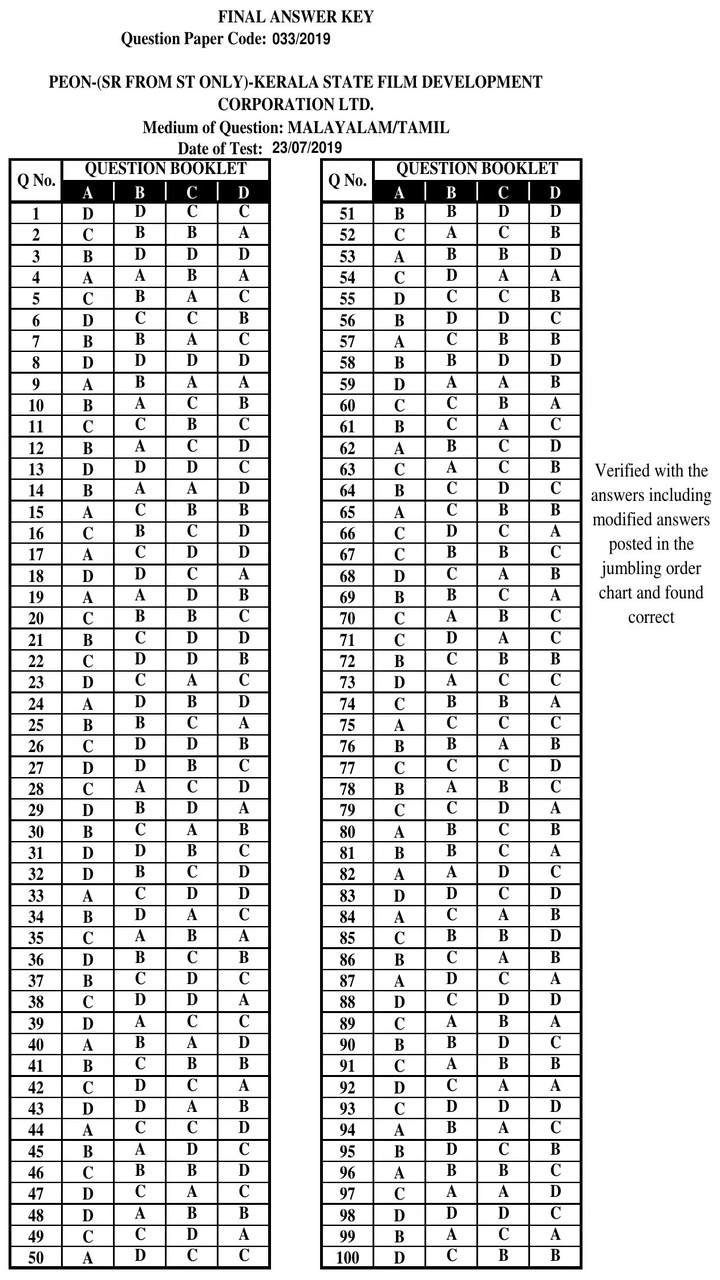 FINAL ANSWER KEY
Question Paper Code: 033/2019
PEON-(SR FROM ST ONLY)-KERALA STATE FILM DEVELOPMENT
CORPORATION LTD.
Medium of Question: MALAYALAM/TAMIL
Date of Test: 23/07/2019
Q No. QUESTION BOOKLET
A B C D
1 D D C C
2 C B B A
3 B D D D
4 A A B A
5 C B A C
6 D C C B
7 B B A C
8 D D D D
9 A B A A
10 B A C B
11 C C B C
12 B A C D
13 D D D C
14 B A A D
15 A C B B
16 C B C D
17 A C D D
18 D D C A
19 A A D B
20 C B B C
21 B C D D
22 C D D B
23 D C A C
24 A D B D
25 B B C A
26 C D D B
27 D D B C
28 C A C D
29 D B D A
30 B C A B
31 D D B C
32 D B C D
33 A C D D
34 B D A C
35 C A B A
36 D B C B
37 B C D C
38 C D D A
39 D A C C
40 A B A D
41 B C B B
42 C D C A
43 D D A B
44 A C C D
45 B A D C
46 C B B D
47 D C A C
48 D A B B
49 C C D A
50 A D C C
Q No. QUESTION BOOKLET
A B C D
51 B B D D
52 C A C B
53 A B B D
54 C D A A
55 D C C B
56 B D D C
57 A C B B
58 B B D D
59 D A A B
60 C C B A
61 B C A C
62 A B C D
63 C A C B
64 B C D C
65 A C B B
66 C D C A
67 C B B C
68 D C A B
69 B B C A
70 C A B C
71 C D A C
72 B C B B
73 D A C C
74 C B B A
75 A C C C
76 B B A B
77 C C C D
78 B A B C
79 C C D A
80 A B C B
81 B B C A
82 A A D C
83 D D C D
84 A C A B
85 C B B D
86 B C A B
87 A D C A
88 D C D D
89 C A B A
90 B B D C
91 C A B B
92 D C A A
93 C D D D
94 A B A C
95 B D C B
96 A B B C
97 C A A D
98 D D D C
99 B A C A
100 D C B B
Verified with the
answers including
modified answers
posted in the
jumbling order
chart and found
correct